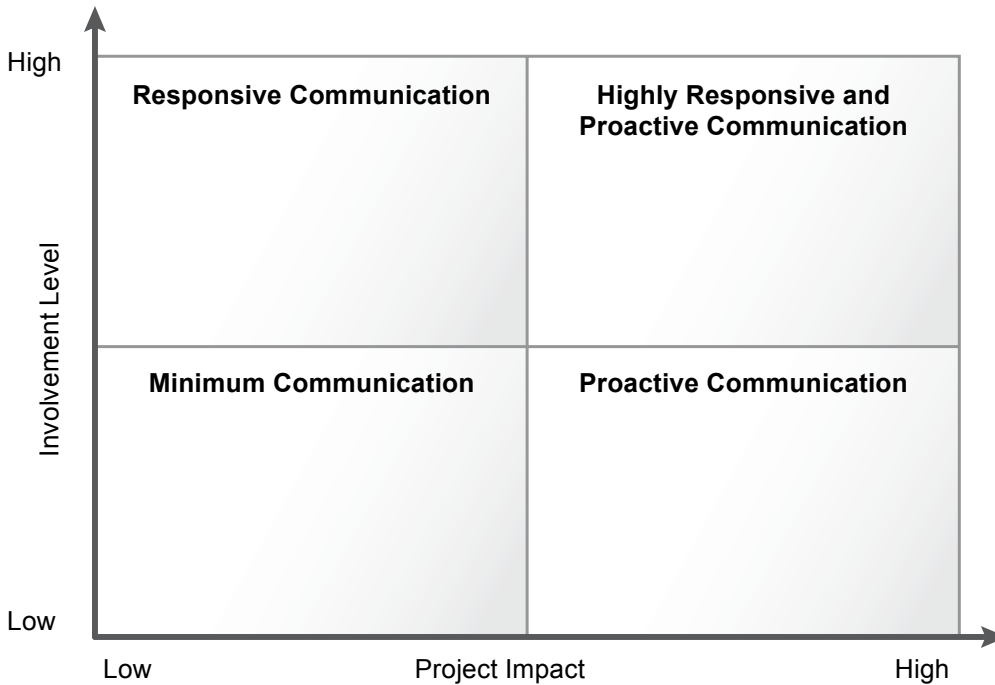 High
Responsive Communication
Highly Responsive and
Proactive Communication
Involvement Level
Minimum Communication
Proactive Communication
Low
Low
Project Impact
High